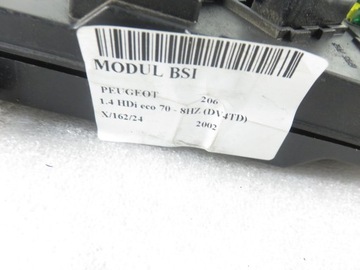 MODUL BSI
PEUGEOT 206
1.4 HDi eco 70 - 8HZ (DV4TD)
X/162/24 2002